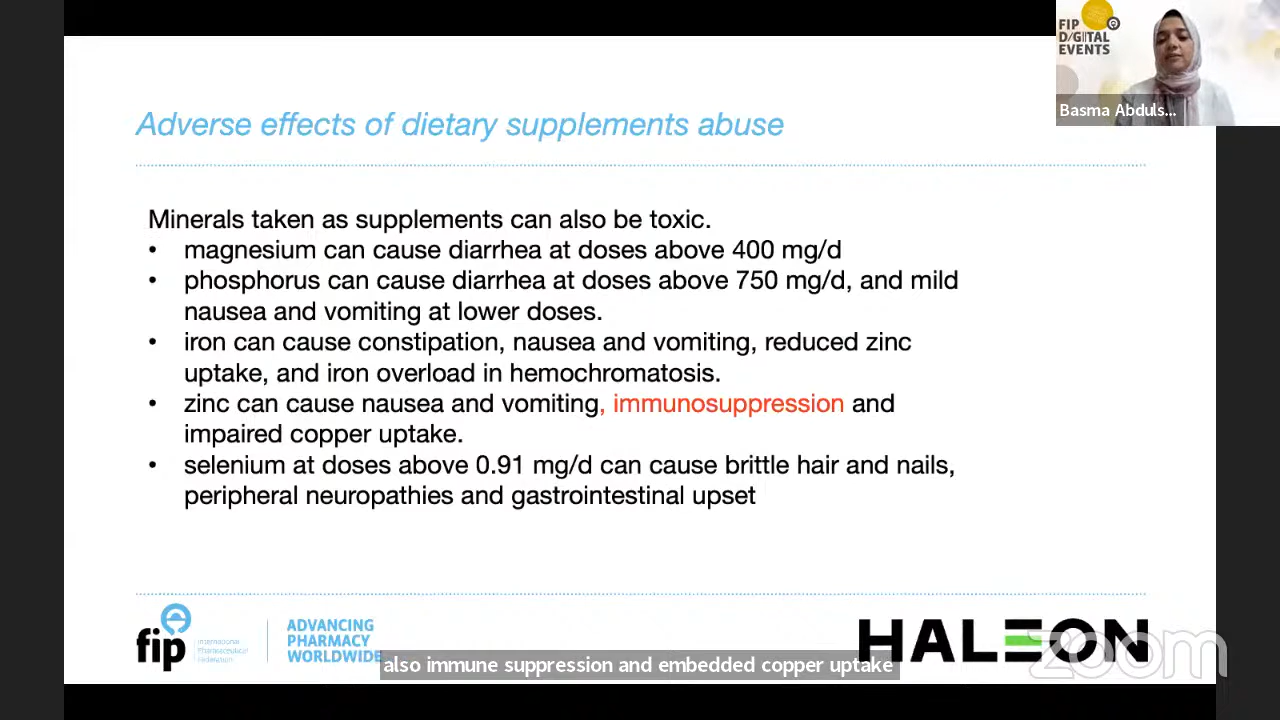 FIP
D/GITAL
EVENTS
Basma Abduls...
Adverse effects of dietary supplements abuse
Minerals taken as supplements can also be toxic.
• magnesium can cause diarrhea at doses above 400 mg/d
• phosphorus can cause diarrhea at doses above 750 mg/d, and mild
nausea and vomiting at lower doses.
• iron can cause constipation, nausea and vomiting, reduced zinc
uptake, and iron overload in hemochromatosis.
• zinc can cause nausea and vomiting, immunosuppression and
impaired copper uptake.
• selenium at doses above 0.91 mg/d can cause brittle hair and nails,
peripheral neuropathies and gastrointestinal upset
fip
International
Pharmaceutical
Federation
ADVANCING
PHARMACY
WORLDWIDE
HALEON
zoom
also immune suppression and embedded copper uptake